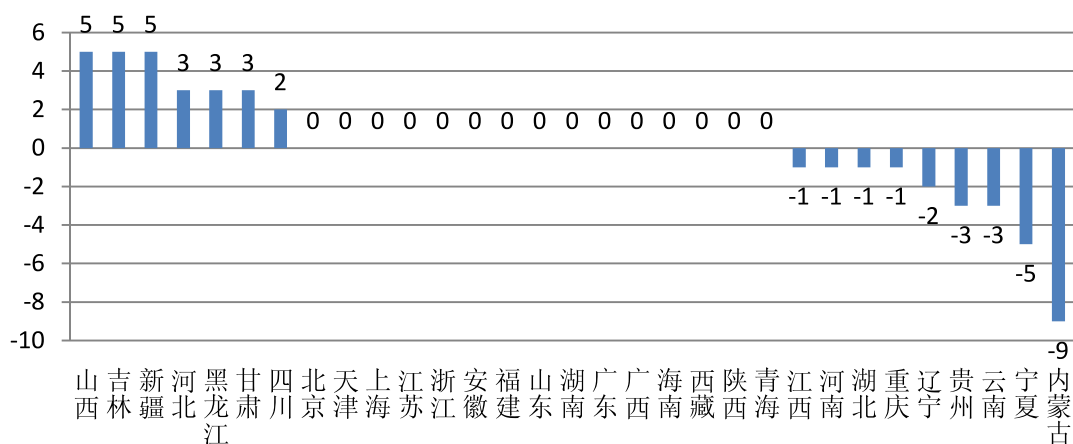 5 5 5 3 3 3 2 0 0 0 0 0 0 0 0 0 0 0 0 0 0 0 -1 -1 -1 -1 -2 -3 -3 -5 -9
6
4
2
0
-2
-4
-6
-8
-10
山西
吉林
新疆
河北
黑龙江
甘肃
四川
北京
天津
上海
江苏
浙江
安徽
福建
山东
湖南
广东
广西
海南
西藏
陕西
青海
江西
河南
湖北
重庆
辽宁
贵州
云南
宁夏
内蒙古